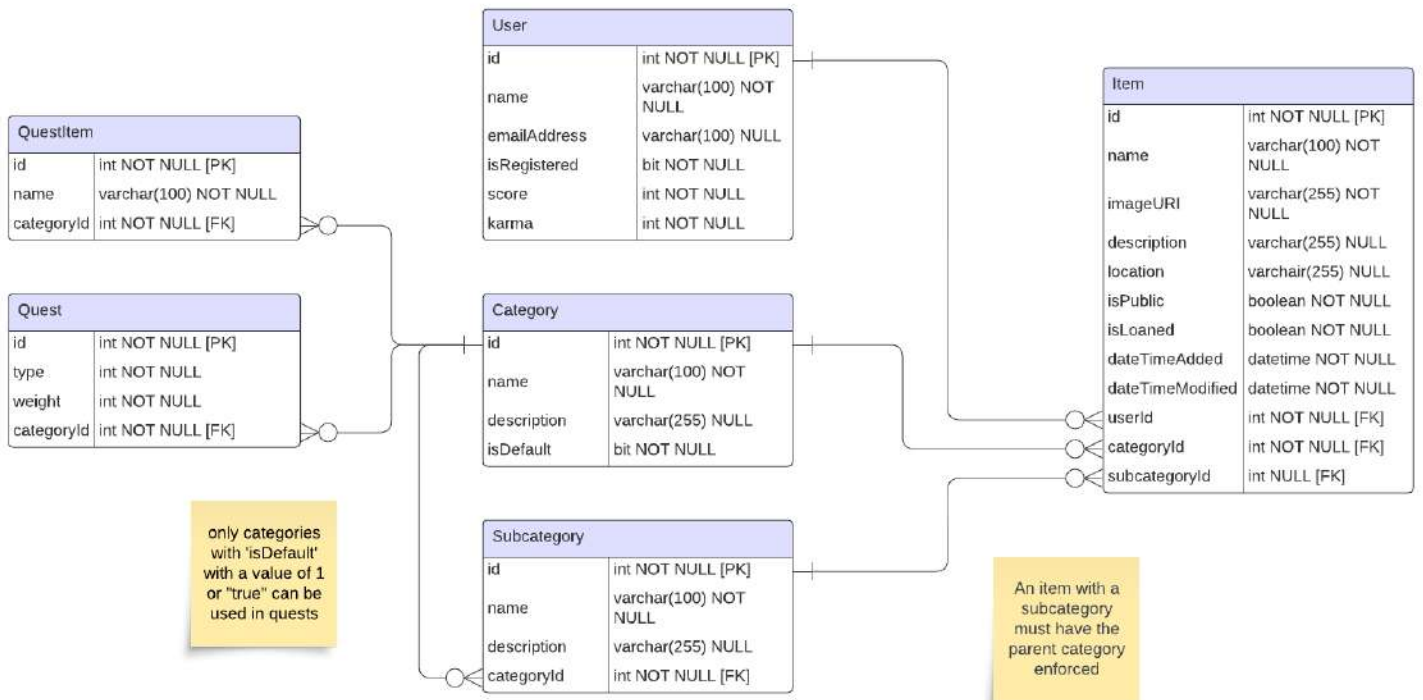 User
id int NOT NULL [PK]
name varchar(100) NOT
NULL
emailAddress varchar(100) NULL
isRegistered bit NOT NULL
score int NOT NULL
karma int NOT NULL
QuestItem
id int NOT NULL [PK]
name varchar(100) NOT NULL
categoryId int NOT NULL [FK]
Quest
id int NOT NULL [PK]
type int NOT NULL
weight int NOT NULL
categoryId int NOT NULL [FK]
Category
id int NOT NULL [PK]
name varchar(100) NOT
NULL
description varchar(255) NULL
isDefault bit NOT NULL
Subcategory
id int NOT NULL [PK]
name varchar(100) NOT
NULL
description varchar(255) NULL
categoryId int NOT NULL [FK]
Item
id int NOT NULL [PK]
name varchar(100) NOT
NULL
imageURI varchar(255) NOT
NULL
description varchar(255) NULL
location varchair(255) NULL
isPublic boolean NOT NULL
isLoaned boolean NOT NULL
dateTimeAdded datetime NOT NULL
dateTimeModified datetime NOT NULL
userId int NOT NULL [FK]
categoryId int NOT NULL [FK]
subcategoryId int NULL [FK]
only categories
with 'isDefault'
with a value of 1
or "true" can be
used in quests
An item with a
subcategory
must have the
parent category
enforced